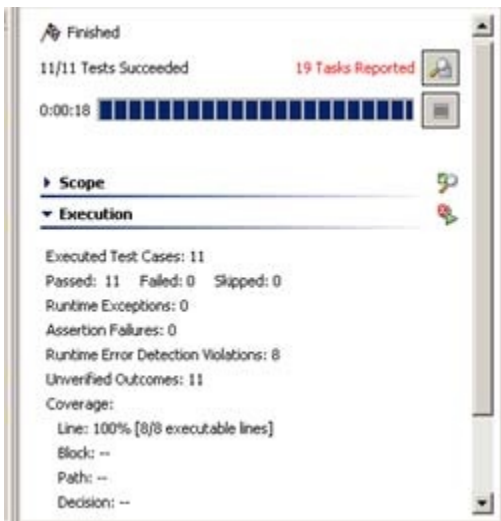 Finished
11/11 Tests Succeeded 19 Tasks Reported
0:00:18
Scope
Execution
Executed Test Cases: 11
Passed: 11 Failed: 0 Skipped: 0
Runtime Exceptions: 0
Assertion Failures: 0
Runtime Error Detection Violations: 8
Unverified Outcomes: 11
Coverage:
Line: 100% [8/8 executable lines]
Block: --
Path: --
Decision: --